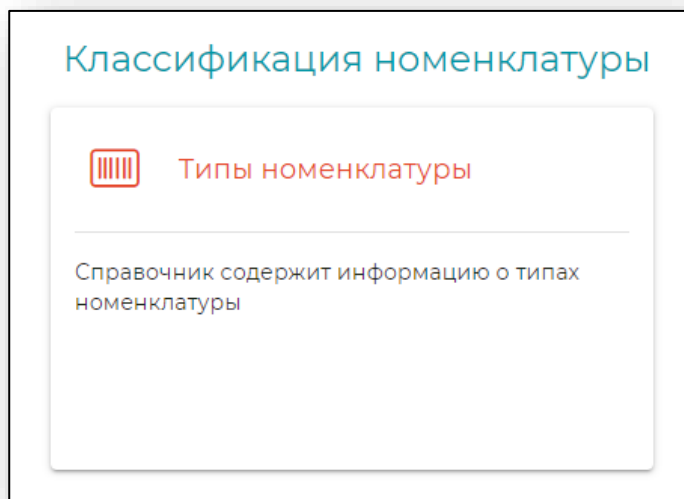 Классификация номенклатуры
Типы номенклатуры
Справочник содержит информацию о типах
номенклатуры